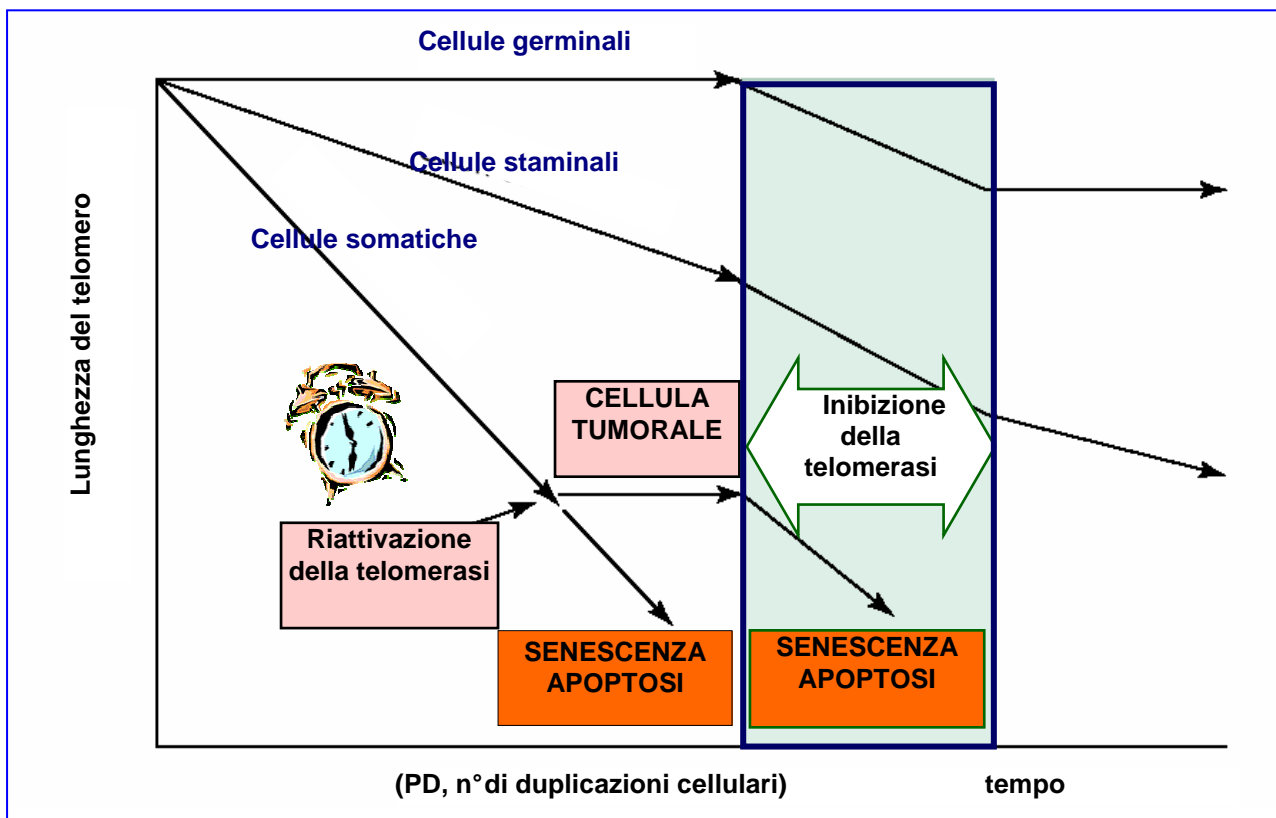 Cellule germinali
Cellule staminali
Cellule somatiche
Lunghezza del telomero
CELLULA
TUMORALE
Inibizione
della
telomerasi
Riattivazione
della telomerasi
SENESCENZA
APOPTOSI
SENESCENZA
APOPTOSI
(PD, n° di duplicazioni cellulari)
tempo